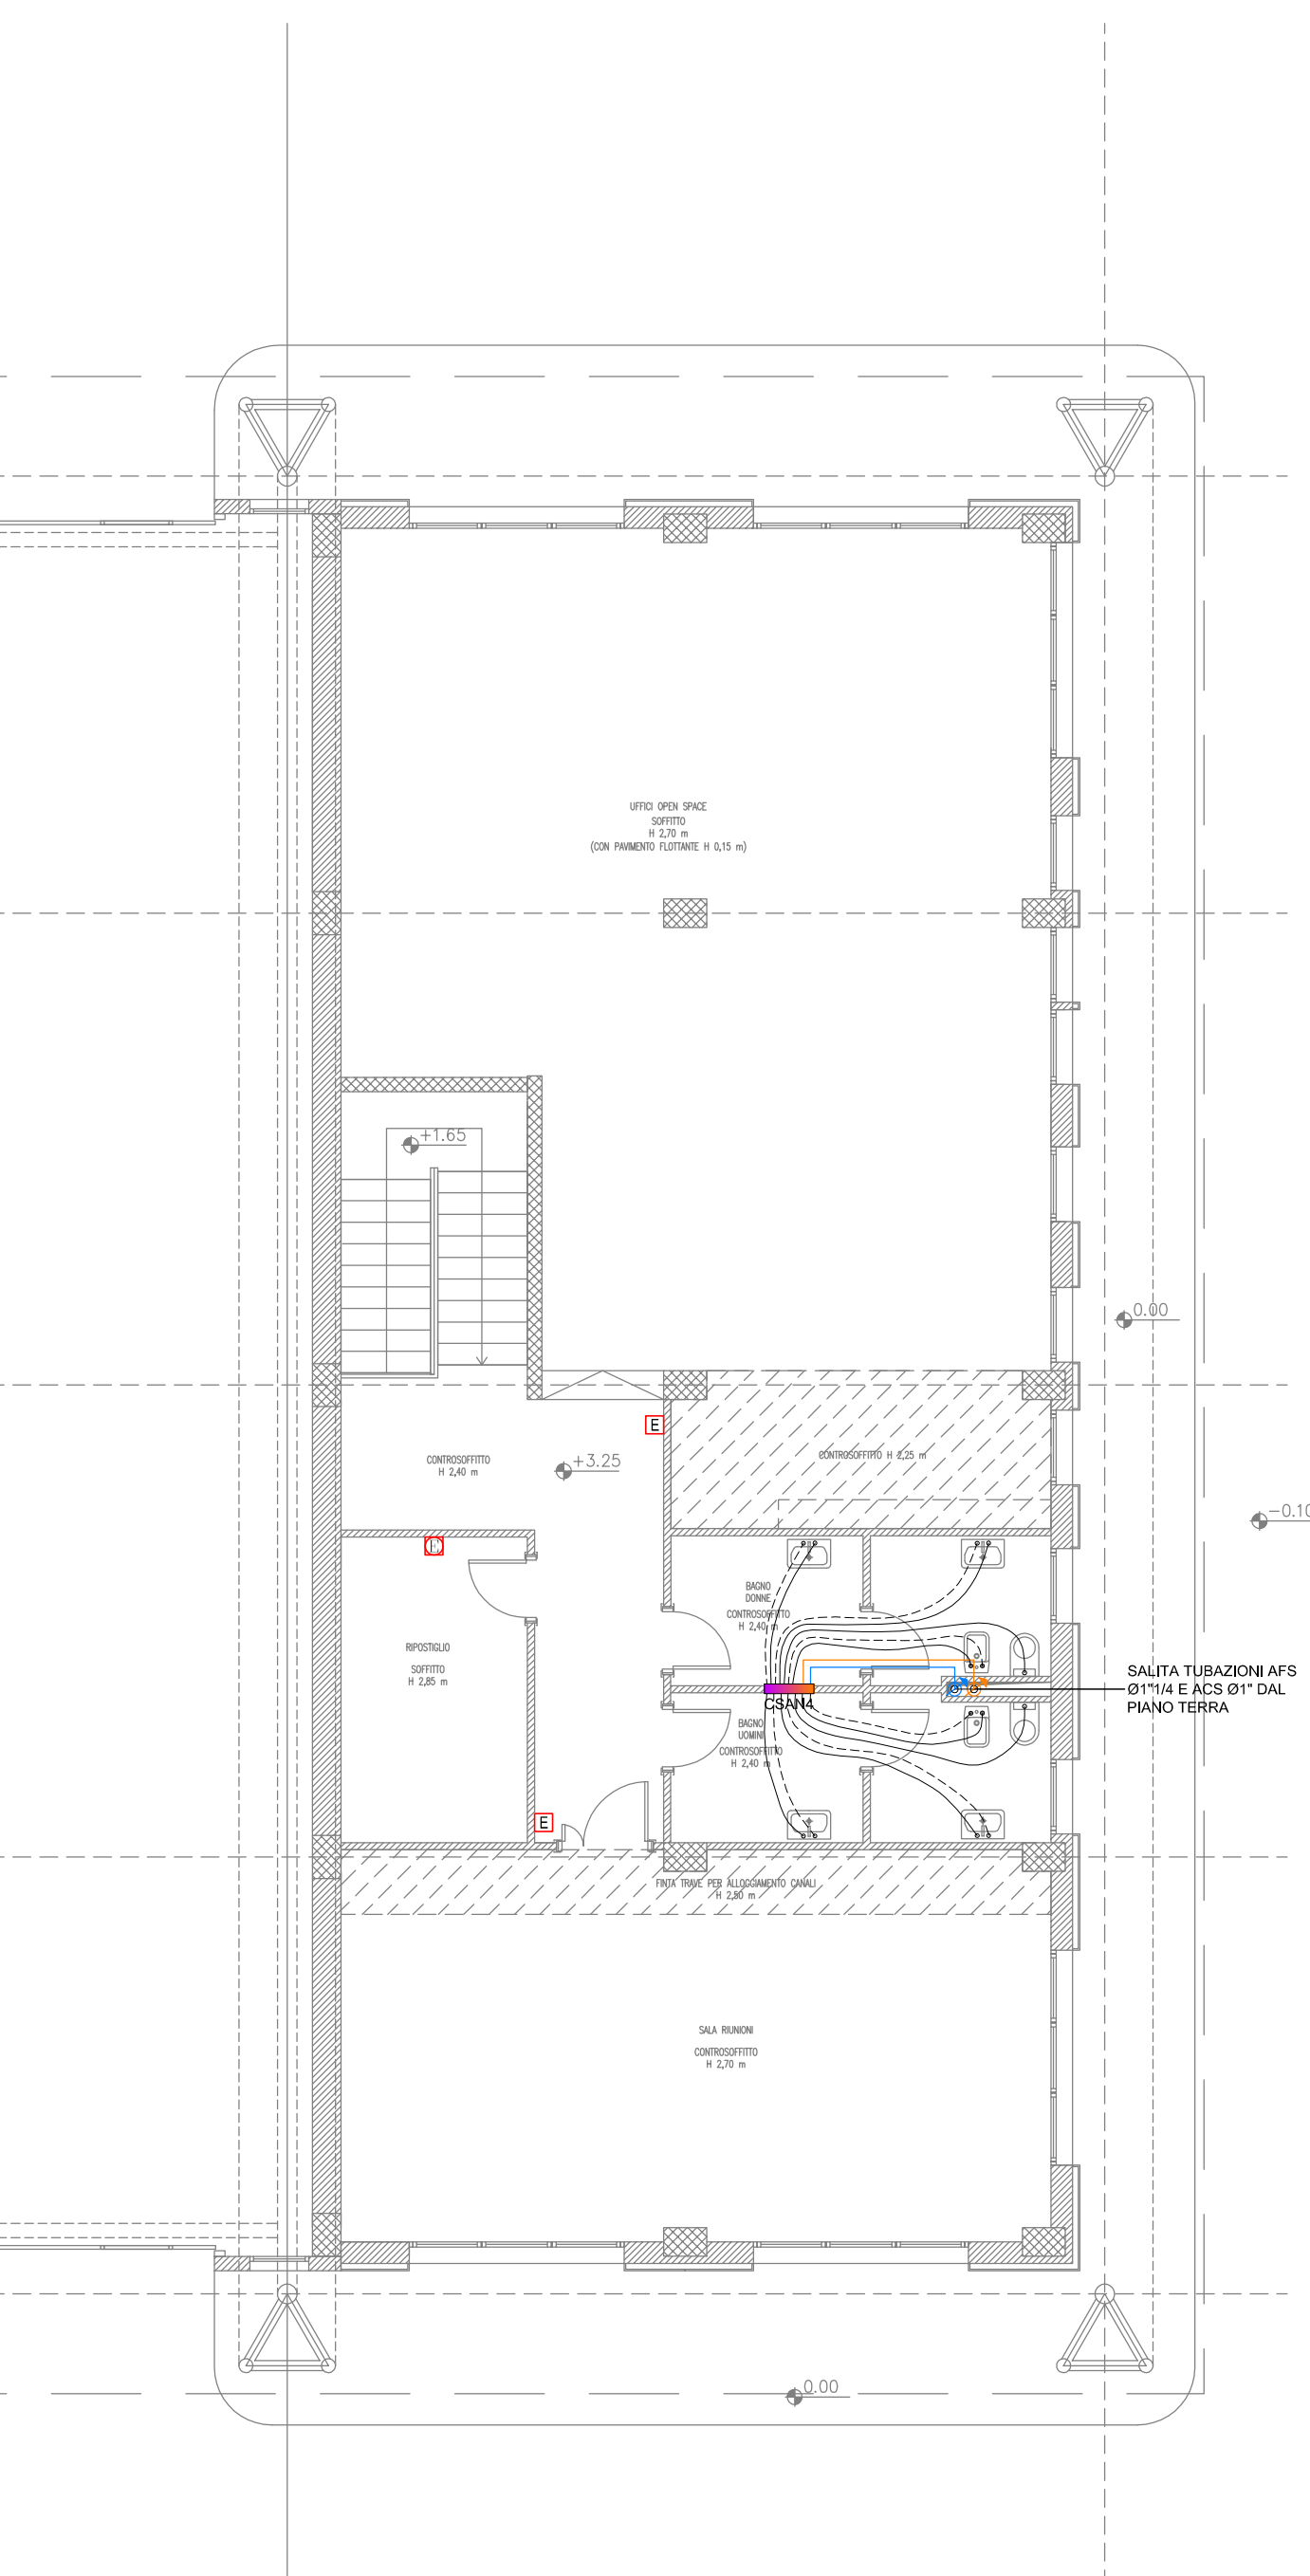 UFFICI OPEN SPACE
SOFFITTO
H 2,70 m
(CON PAVIMENTO FLOTTANTE H 0,15 m)
+1.65
0.00
E
CONTROSOFFITTO H 2,25 m
CONTROSOFFITTO
H 2,40 m
+3.25
-0.10
E
BAGNO
DONNE
CONTROSOFFITTO
H 2,40 m
RIPOSTIGLIO
SOFFITTO
H 2,85 m
SALITA TUBAZIONI AFS
Ø1"1/4 E ACS Ø1" DAL
PIANO TERRA
CSAN4
BAGNO
UOMINI
CONTROSOFFITTO
H 2,40 m
E
FINTA TRAVE PER ALLOGGIAMENTO CANALI
H 2,50 m
SALA RIUNIONI
CONTROSOFFITTO
H 2,70 m
0.00